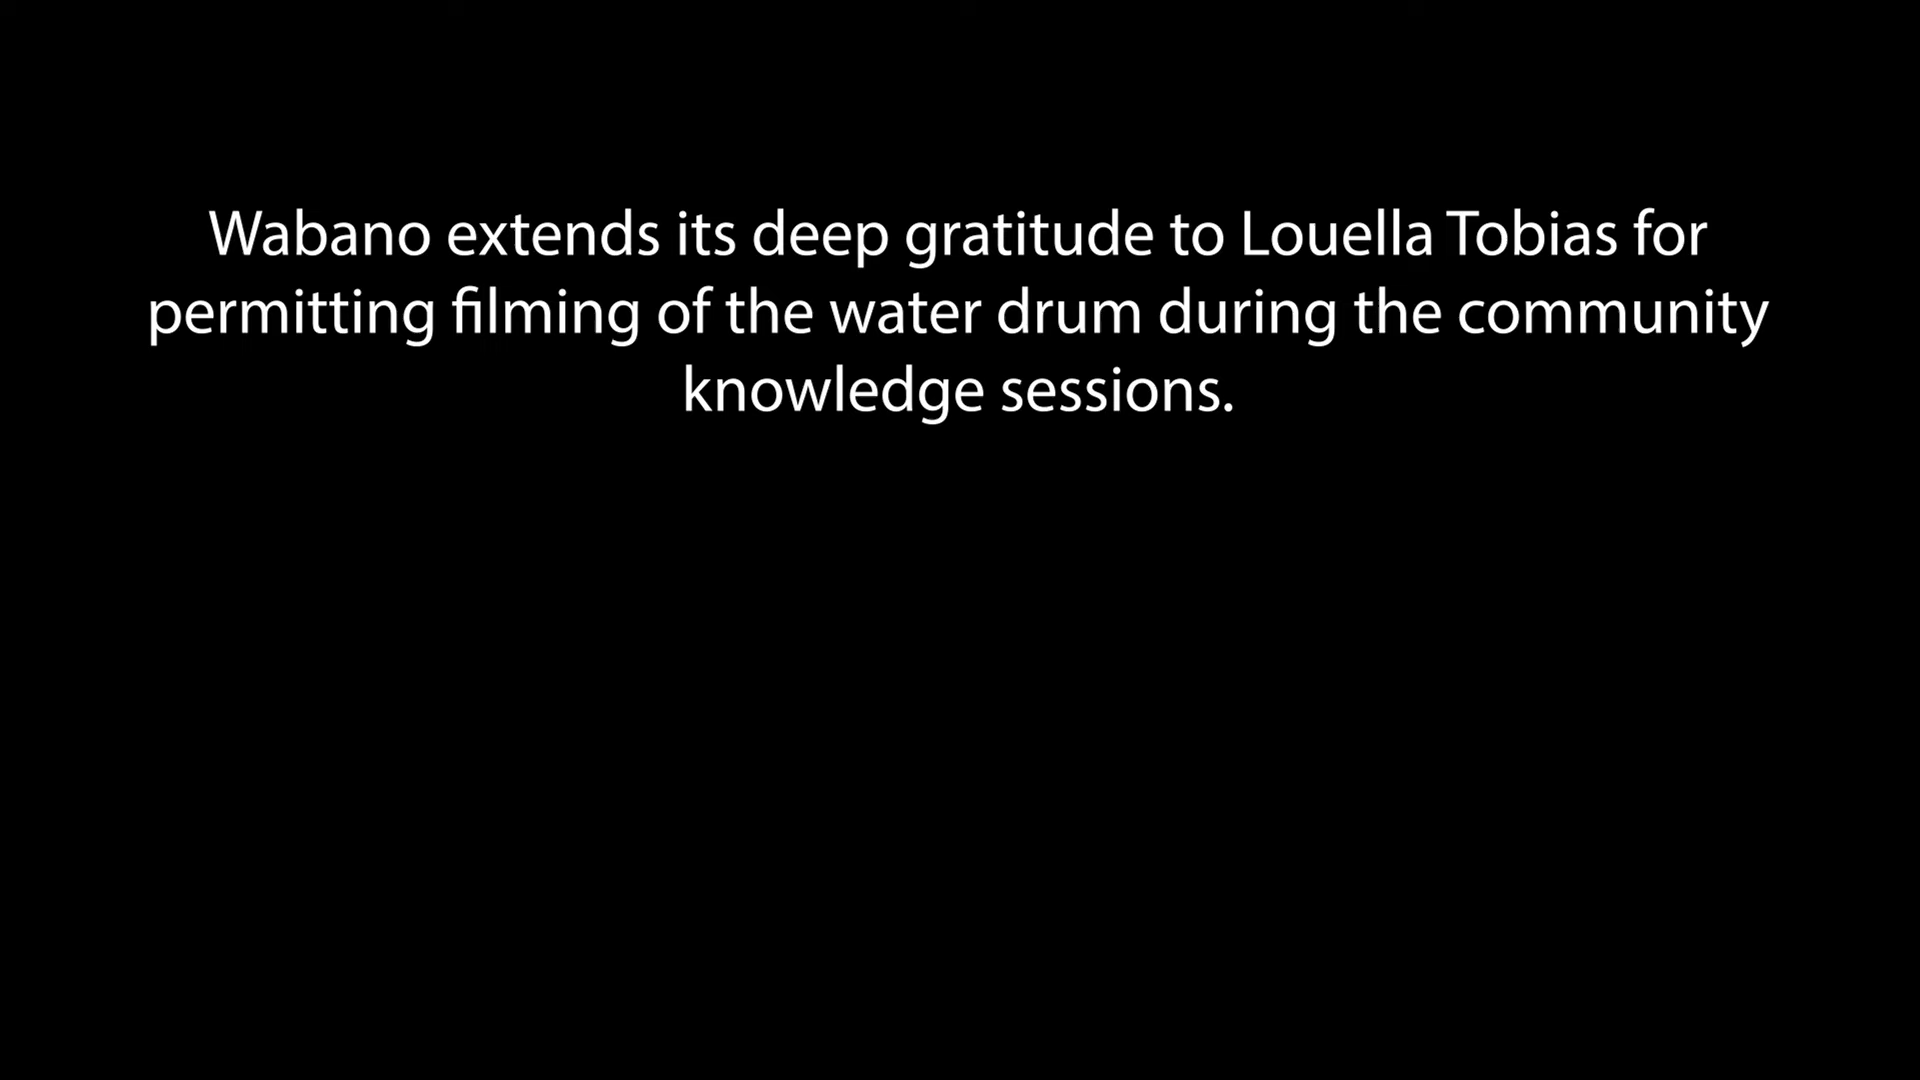 Wabano extends its deep gratitude to Louella Tobias for
permitting filming of the water drum during the community
knowledge sessions.